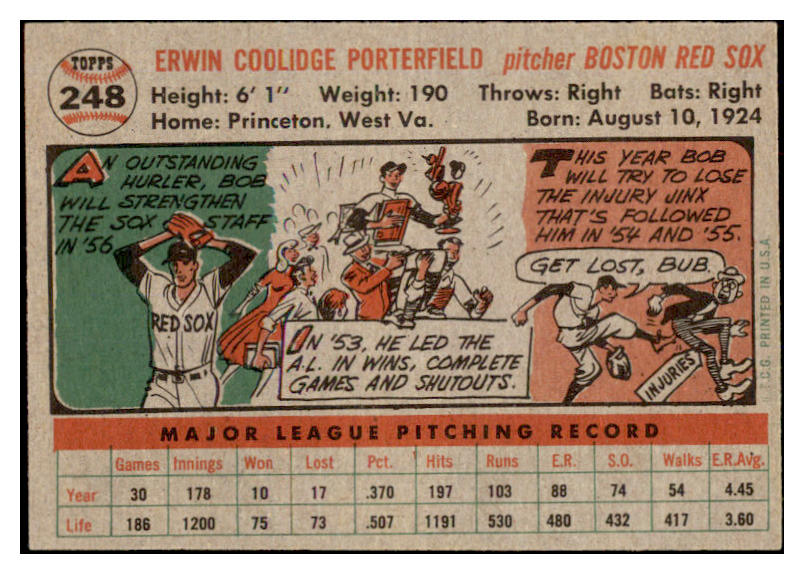 TOPPS
248
ERWIN COOLIDGE PORTERFIELD pitcher BOSTON RED SOX
Height: 6' 1" Weight: 190 Throws: Right Bats: Right
Home: Princeton, West Va. Born: August 10, 1924
AN OUTSTANDING
HURLER, BOB
WILL STRENGTHEN
THE SOX STAFF
IN '56
RED SOX
IN '53, HE LED THE
A.L. IN WINS, COMPLETE
GAMES AND SHUTOUTS.
THIS YEAR BOB
WILL TRY TO LOSE
THE INJURY JINX
THAT'S FOLLOWED
HIM IN '54 AND '55.
GET LOST, BUB.
INJURIES
T.C.G. PRINTED IN U.S.A.
MAJOR LEAGUE PITCHING RECORD
Games Innings Won Lost Pct. Hits Runs E.R. S.O. Walks E.R.Avg.
Year 30 178 10 17 .370 197 103 88 74 54 4.45
Life 186 1200 75 73 .507 1191 530 480 432 417 3.60